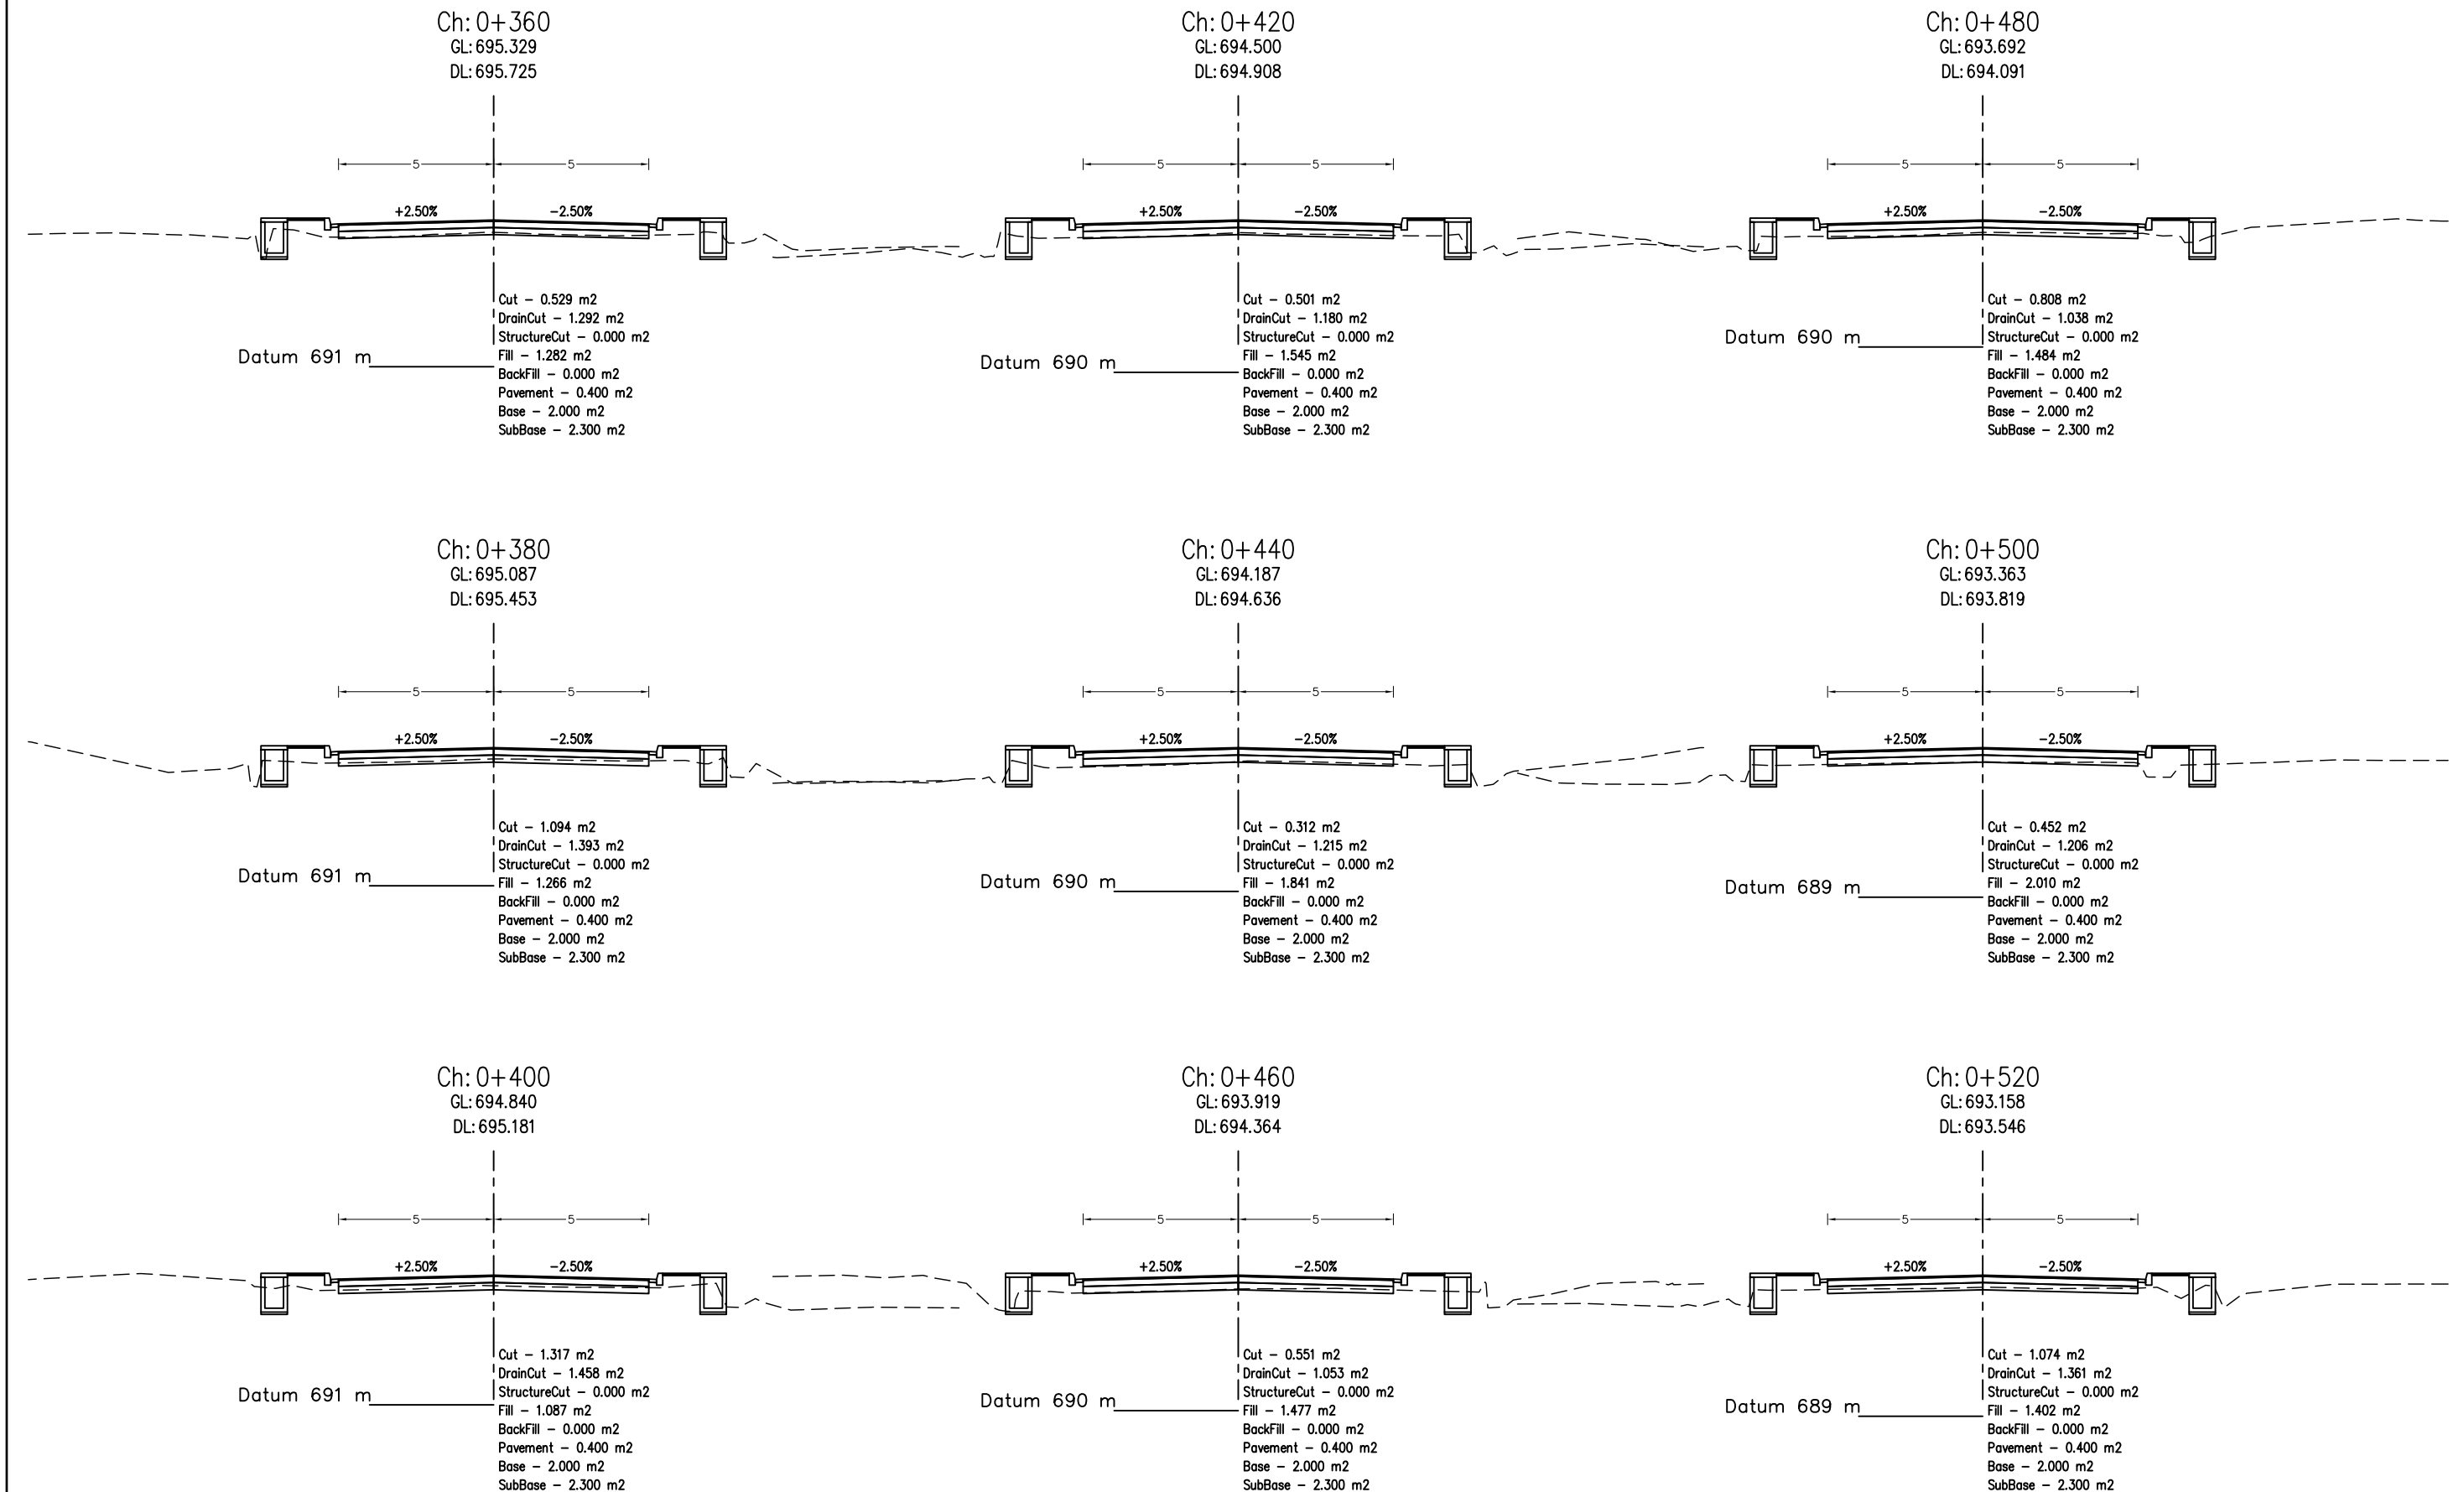 Ch: 0+360
GL: 695.329
DL: 695.725
5
5
+2.50%
-2.50%
Cut - 0.529 m2
DrainCut - 1.292 m2
StructureCut - 0.000 m2
Datum 691 m
Fill - 1.282 m2
BackFill - 0.000 m2
Pavement - 0.400 m2
Base - 2.000 m2
SubBase - 2.300 m2
Ch: 0+420
GL: 694.500
DL: 694.908
5
5
+2.50%
-2.50%
Cut - 0.501 m2
DrainCut - 1.180 m2
StructureCut - 0.000 m2
Datum 690 m
Fill - 1.545 m2
BackFill - 0.000 m2
Pavement - 0.400 m2
Base - 2.000 m2
SubBase - 2.300 m2
Ch: 0+480
GL: 693.692
DL: 694.091
5
5
+2.50%
-2.50%
Cut - 0.808 m2
DrainCut - 1.038 m2
StructureCut - 0.000 m2
Datum 690 m
Fill - 1.484 m2
BackFill - 0.000 m2
Pavement - 0.400 m2
Base - 2.000 m2
SubBase - 2.300 m2
Ch: 0+380
GL: 695.087
DL: 695.453
5
5
+2.50%
-2.50%
Cut - 1.094 m2
DrainCut - 1.393 m2
StructureCut - 0.000 m2
Datum 691 m
Fill - 1.266 m2
BackFill - 0.000 m2
Pavement - 0.400 m2
Base - 2.000 m2
SubBase - 2.300 m2
Ch: 0+440
GL: 694.187
DL: 694.636
5
5
+2.50%
-2.50%
Cut - 0.312 m2
DrainCut - 1.215 m2
StructureCut - 0.000 m2
Datum 690 m
Fill - 1.841 m2
BackFill - 0.000 m2
Pavement - 0.400 m2
Base - 2.000 m2
SubBase - 2.300 m2
Ch: 0+500
GL: 693.363
DL: 693.819
5
5
+2.50%
-2.50%
Cut - 0.452 m2
DrainCut - 1.206 m2
StructureCut - 0.000 m2
Datum 689 m
Fill - 2.010 m2
BackFill - 0.000 m2
Pavement - 0.400 m2
Base - 2.000 m2
SubBase - 2.300 m2
Ch: 0+400
GL: 694.840
DL: 695.181
5
5
+2.50%
-2.50%
Cut - 1.317 m2
DrainCut - 1.458 m2
StructureCut - 0.000 m2
Datum 691 m
Fill - 1.087 m2
BackFill - 0.000 m2
Pavement - 0.400 m2
Base - 2.000 m2
SubBase - 2.300 m2
Ch: 0+460
GL: 693.919
DL: 694.364
5
5
+2.50%
-2.50%
Cut - 0.551 m2
DrainCut - 1.053 m2
StructureCut - 0.000 m2
Datum 690 m
Fill - 1.477 m2
BackFill - 0.000 m2
Pavement - 0.400 m2
Base - 2.000 m2
SubBase - 2.300 m2
Ch: 0+520
GL: 693.158
DL: 693.546
5
5
+2.50%
-2.50%
Cut - 1.074 m2
DrainCut - 1.361 m2
StructureCut - 0.000 m2
Datum 689 m
Fill - 1.402 m2
BackFill - 0.000 m2
Pavement - 0.400 m2
Base - 2.000 m2
SubBase - 2.300 m2